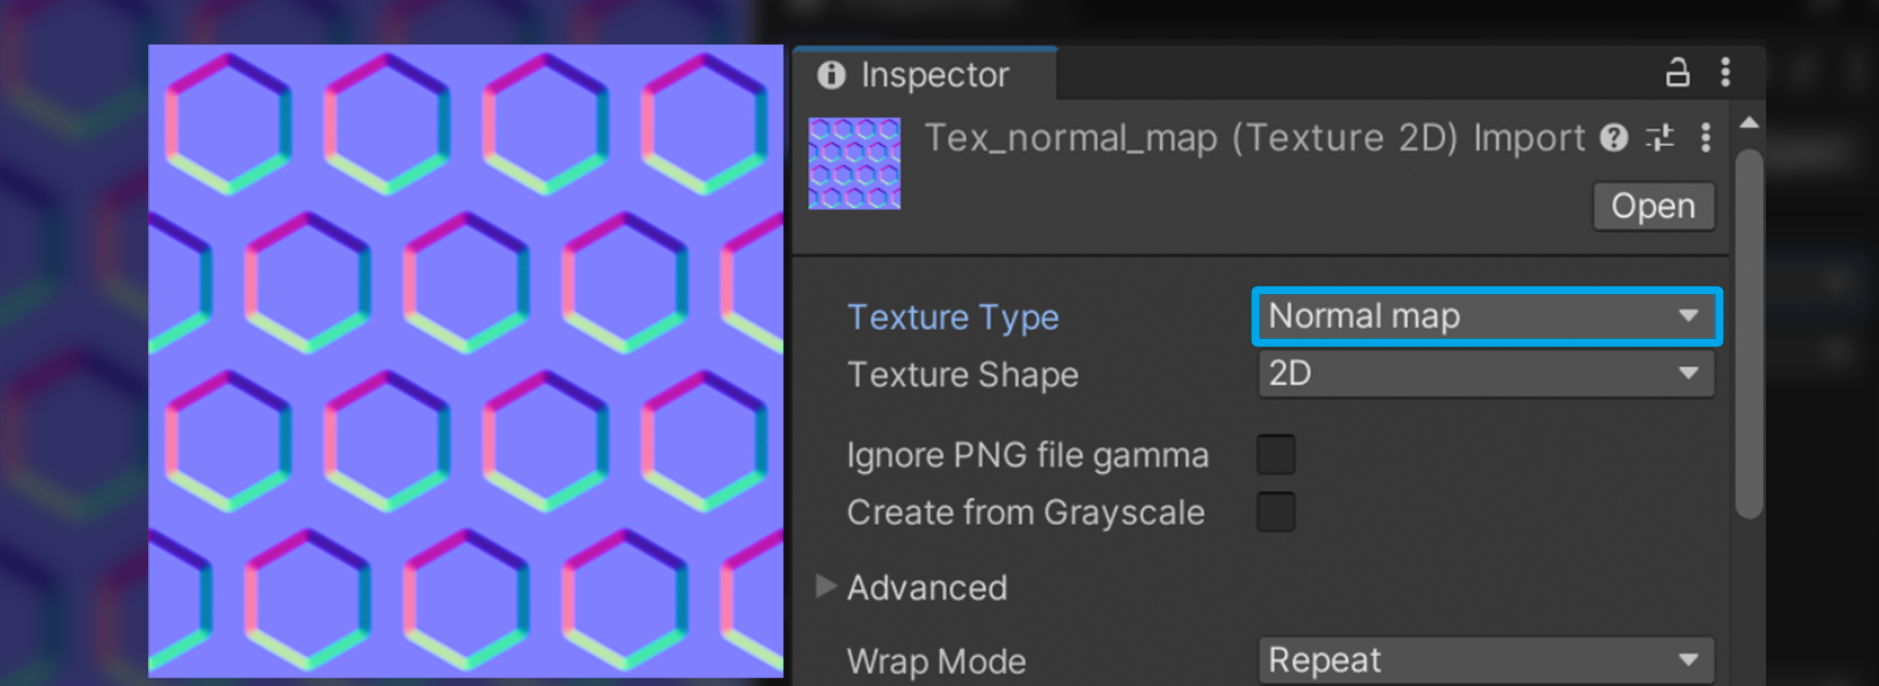 Inspector
Tex_normal_map (Texture 2D) Import
Open
Texture Type Normal map
Texture Shape 2D
Ignore PNG file gamma
Create from Grayscale
Advanced
Wrap Mode Repeat